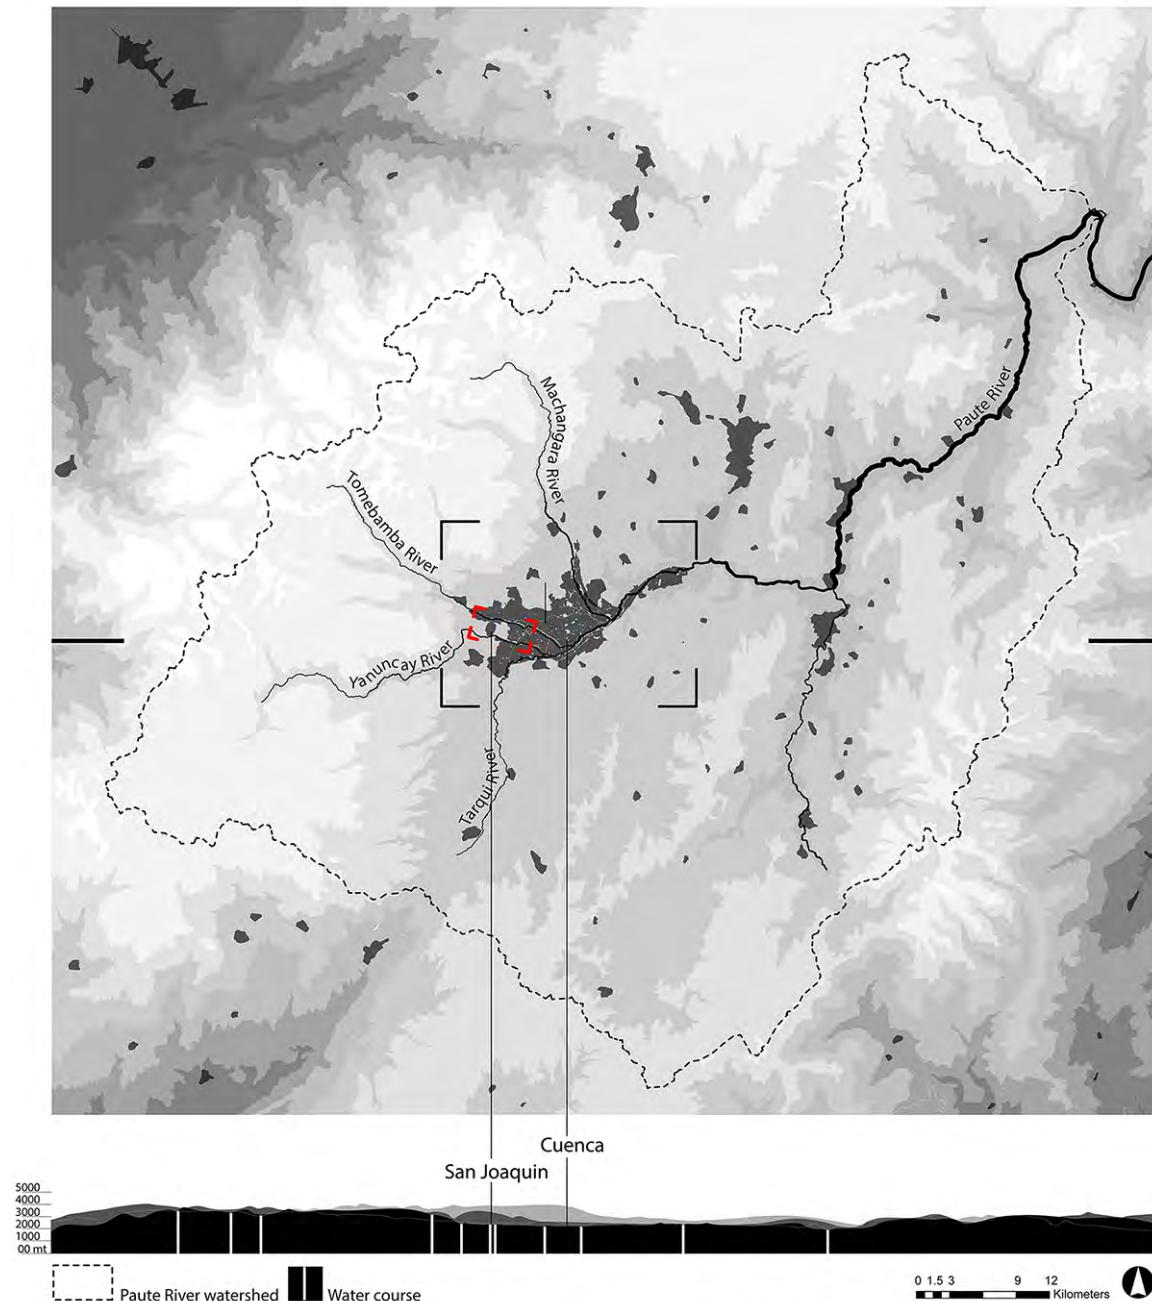 Machangara River
Paute River
Tomebamba River
Yanuncay River
Tarqui River
Cuenca
San Joaquin
5000
4000
3000
2000
1000
00 mt
Paute River watershed
Water course
0 1.5 3 9 12
Kilometers